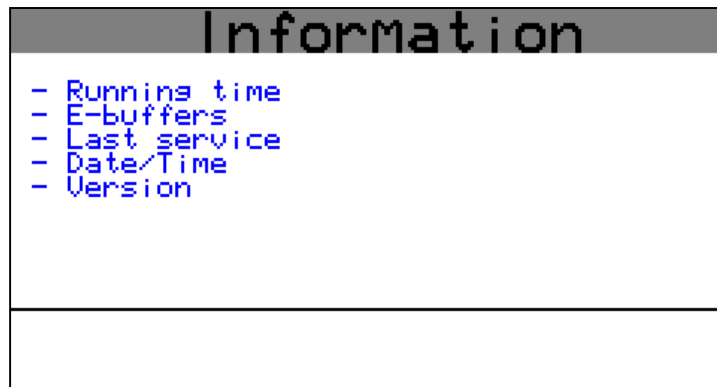 Information
- Running time
- E-buffers
- Last service
- Date/Time
- Version